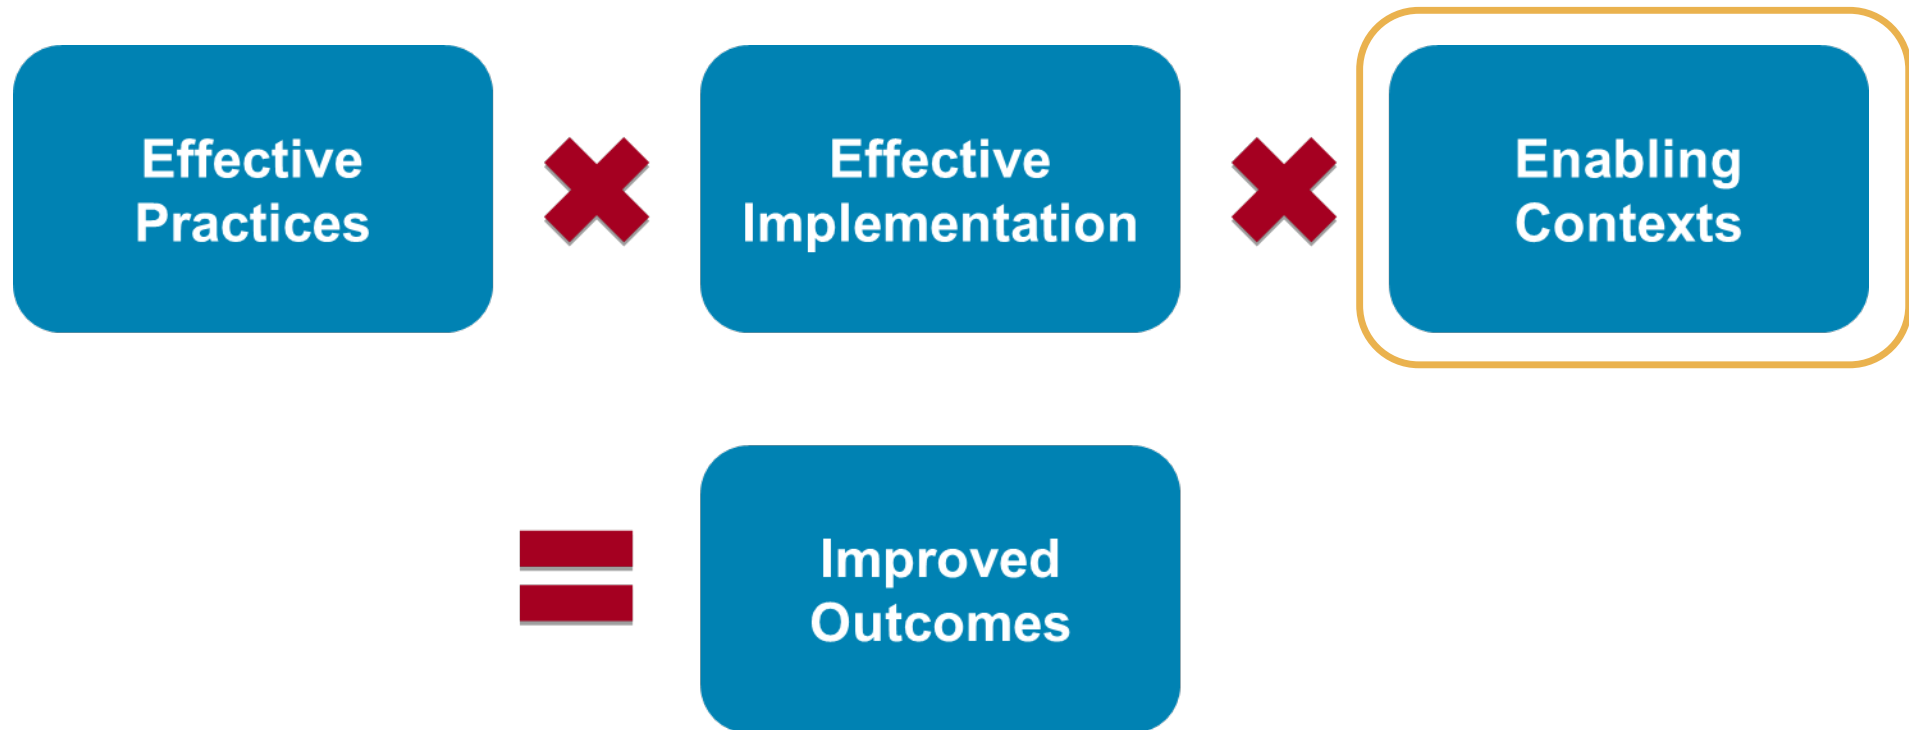 Effective
Practices
Effective
Implementation
Enabling
Contexts
Improved
Outcomes